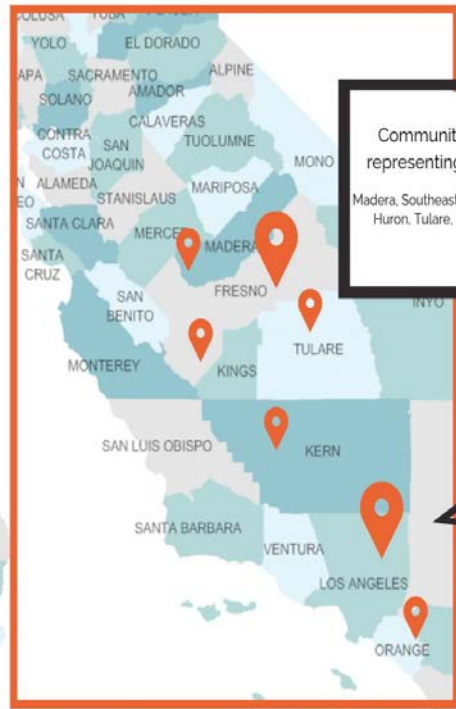 YOLO
EL DORADO
ALPINE
SACRAMENTO
AMADOR
SOLANO
CALAVERAS
CONTRA
COSTA
SAN
JOAQUIN
TUOLUMNE
MONO
ALAMEDA
STANISLAUS
MARIPOSA
SANTA CLARA
MERCED
MADERA
SANTA
CRUZ
SAN
BENITO
FRESNO
INYO
TULARE
MONTEREY
KINGS
SAN LUIS OBISPO
KERN
SANTA BARBARA
VENTURA
LOS ANGELES
ORANGE
Communit
representing
Madera, Southeast
Huron, Tulare,